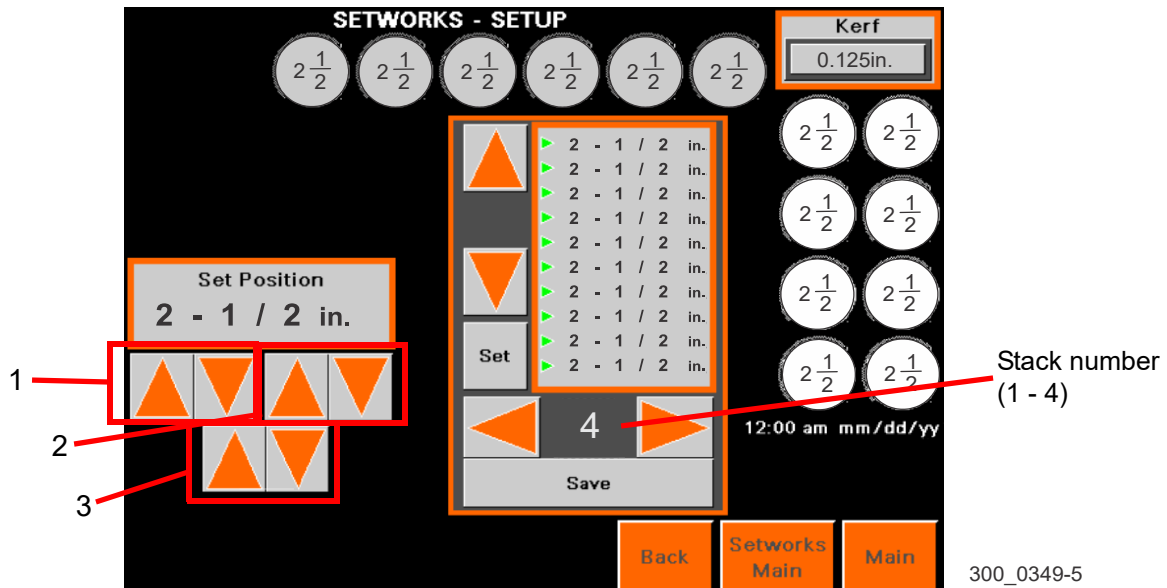 SETWORKS - SETUP
Kerf
0.125in.
2 1/2 2 1/2 2 1/2 2 1/2 2 1/2 2 1/2
2 1/2 2 1/2
2 1/2 2 1/2
2 1/2 2 1/2
2 1/2 2 1/2
2 - 1 / 2 in.
2 - 1 / 2 in.
2 - 1 / 2 in.
2 - 1 / 2 in.
2 - 1 / 2 in.
2 - 1 / 2 in.
2 - 1 / 2 in.
2 - 1 / 2 in.
2 - 1 / 2 in.
2 - 1 / 2 in.
Set Position
2 - 1 / 2 in.
Set
1
2
3
4
Stack number
(1 - 4)
12:00 am mm/dd/yy
Save
Back
Setworks
Main
Main
300_0349-5